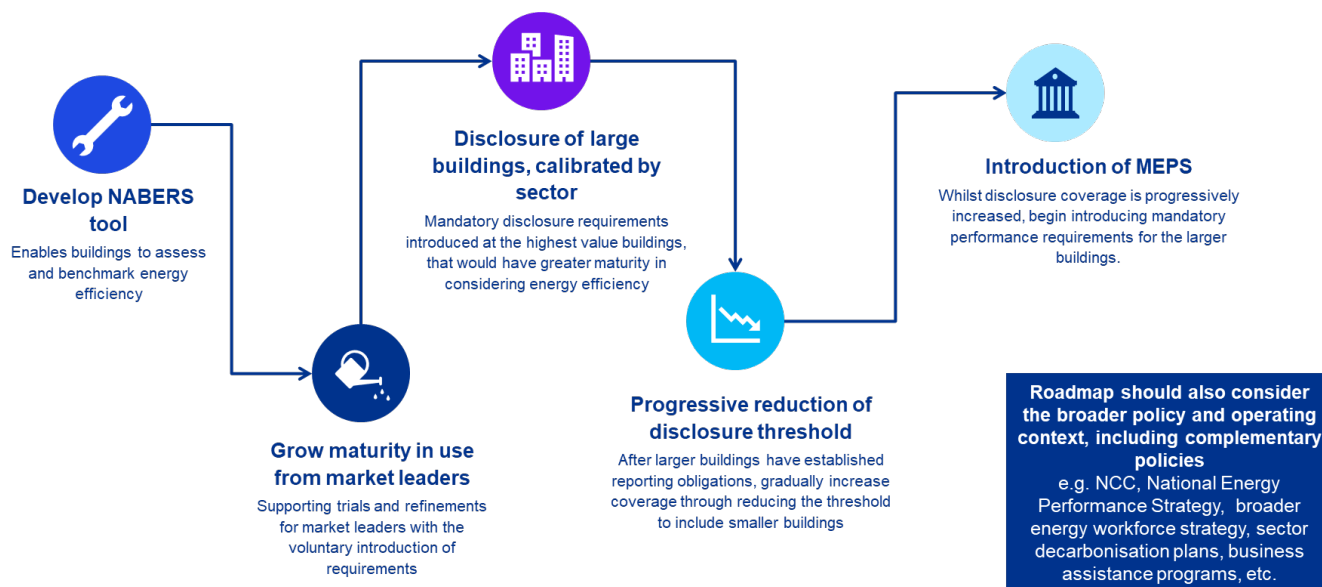 Develop NABERS
tool
Enables buildings to assess
and benchmark energy
efficiency
Grow maturity in use
from market leaders
Supporting trials and refinements
for market leaders with the
voluntary introduction of
requirements
Disclosure of large
buildings, calibrated by
sector
Mandatory disclosure requirements
introduced at the highest value buildings,
that would have greater maturity in
considering energy efficiency
Progressive reduction of
disclosure threshold
After larger buildings have established
reporting obligations, gradually increase
coverage through reducing the threshold
to include smaller buildings
Introduction of MEPS
Whilst disclosure coverage is progressively
increased, begin introducing mandatory
performance requirements for the larger
buildings.
Roadmap should also consider
the broader policy and operating
context, including complementary
policies
e.g. NCC, National Energy
Performance Strategy, broader
energy workforce strategy, sector
decarbonisation plans, business
assistance programs, etc.